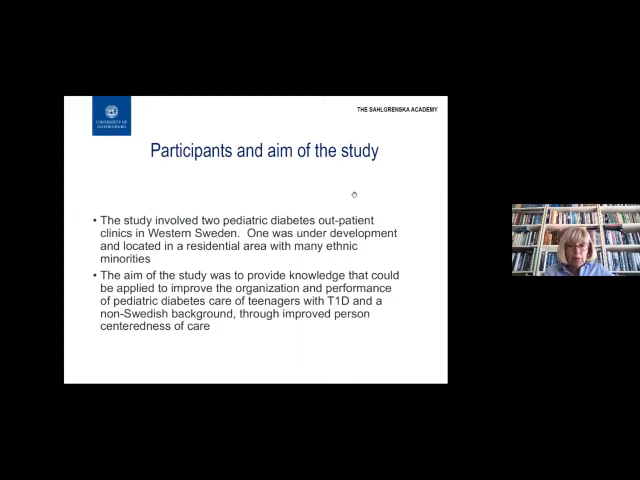 UNIVERSITY OF
GOTHENBURG
THE SAHLGRENSKA ACADEMY
Participants and aim of the study
• The study involved two pediatric diabetes out-patient
clinics in Western Sweden. One was under development
and located in a residential area with many ethnic
minorities
• The aim of the study was to provide knowledge that could
be applied to improve the organization and performance
of pediatric diabetes care of teenagers with T1D and a
non-Swedish background, through improved person
centeredness of care